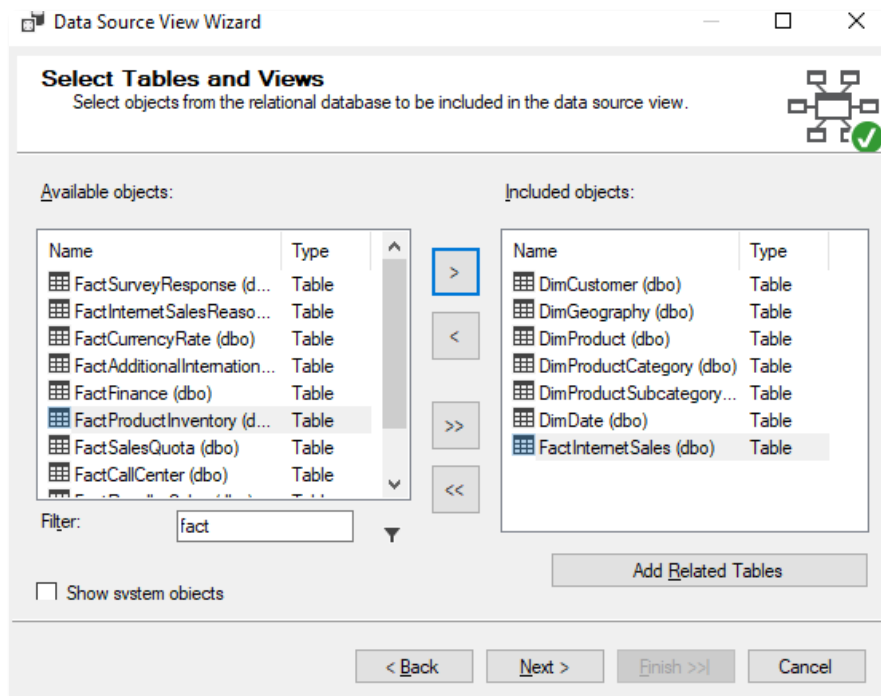 Data Source View Wizard
Select Tables and Views
Select objects from the relational database to be included in the data source view.
Available objects:
Included objects:
Name Type
FactSurveyResponse (d... Table
FactInternetSalesReaso... Table
FactCurrencyRate (dbo) Table
FactAdditionalInternation... Table
FactFinance (dbo) Table
FactProductInventory (d... Table
FactSalesQuota (dbo) Table
FactCallCenter (dbo) Table
>
<
>>
<<
Name Type
DimCustomer (dbo) Table
DimGeography (dbo) Table
DimProduct (dbo) Table
DimProductCategory (dbo) Table
DimProductSubcategory... Table
DimDate (dbo) Table
FactInternetSales (dbo) Table
Filter: fact
Add Related Tables
Show system objects
< Back Next > Finish >>| Cancel